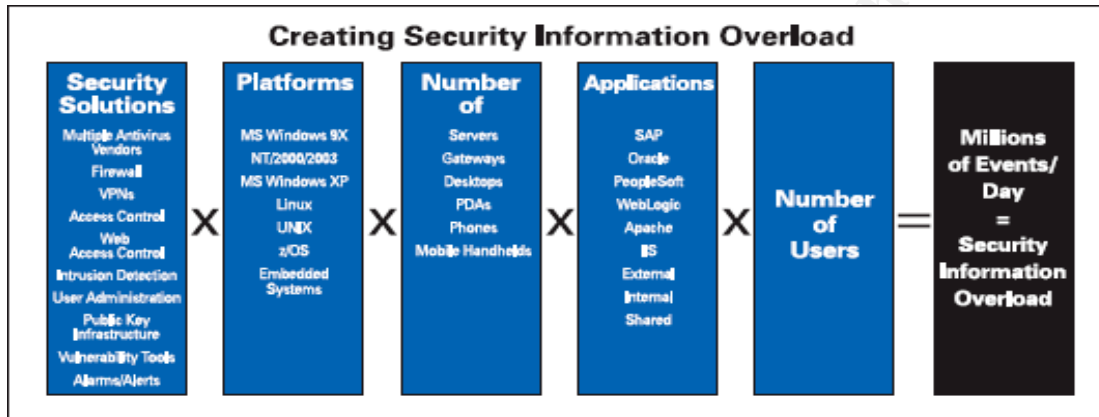 Creating Security Information Overload
Security
Solutions
Multiple Antivirus
Vendors
Firewall
VPNs
Access Control
Web
Access Control
Intrusion Detection
User Administration
Public Key
Infrastructure
Vulnerability Tools
Alarms/Alerts
X
Platforms
MS Windows 9X
NT/2000/2003
MS Windows XP
Linux
UNIX
z/OS
Embedded
Systems
X
Number
of
Servers
Gateways
Desktops
PDAs
Phones
Mobile Handhelds
X
Applications
SAP
Oracle
PeopleSoft
WebLogic
Apache
IIS
External
Internal
Shared
X
Number
of
Users
=
Millions
of Events/
Day
=
Security
Information
Overload